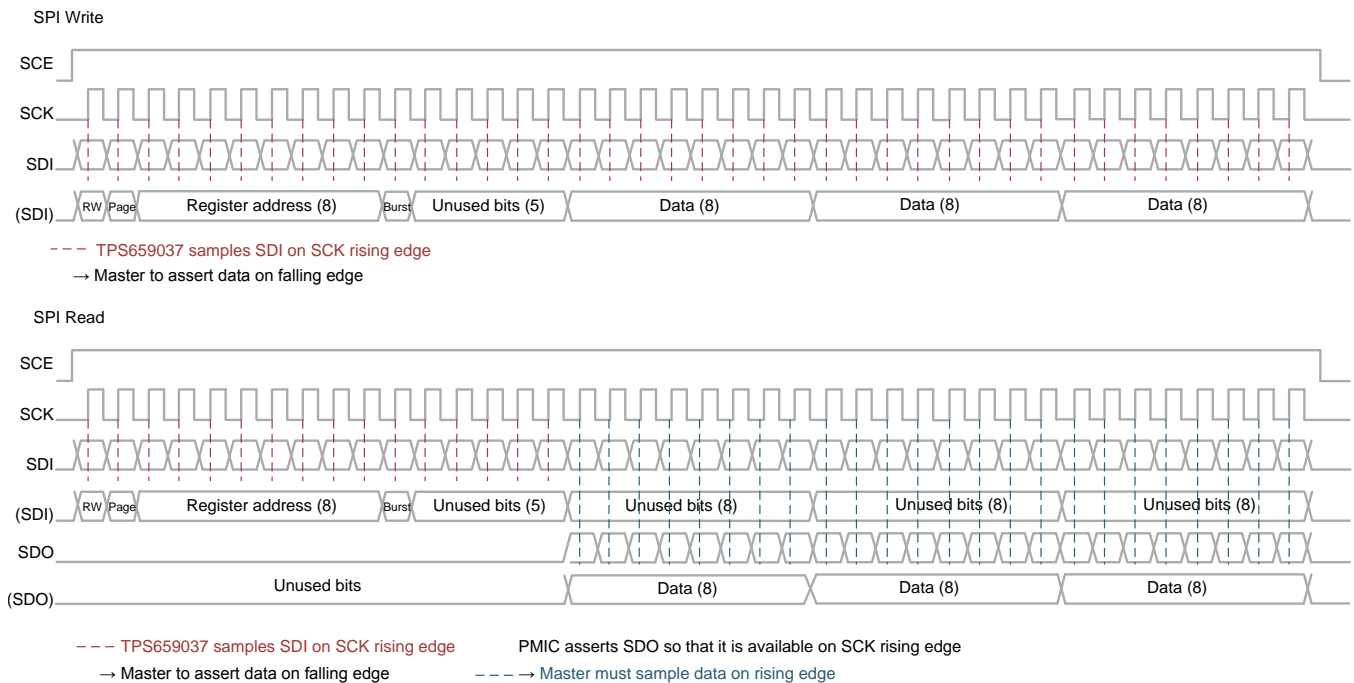 SPI Write
SCE
SCK
SDI
(SDI) RW Page Register address (8) Burst Unused bits (5) Data (8) Data (8) Data (8)
TPS659037 samples SDI on SCK rising edge
→ Master to assert data on falling edge
SPI Read
SCE
SCK
SDI
(SDI) RW Page Register address (8) Burst Unused bits (5) Unused bits (8) Unused bits (8) Unused bits (8)
SDO
(SDO) Unused bits Data (8) Data (8) Data (8)
TPS659037 samples SDI on SCK rising edge PMIC asserts SDO so that it is available on SCK rising edge
→ Master to assert data on falling edge → Master must sample data on rising edge